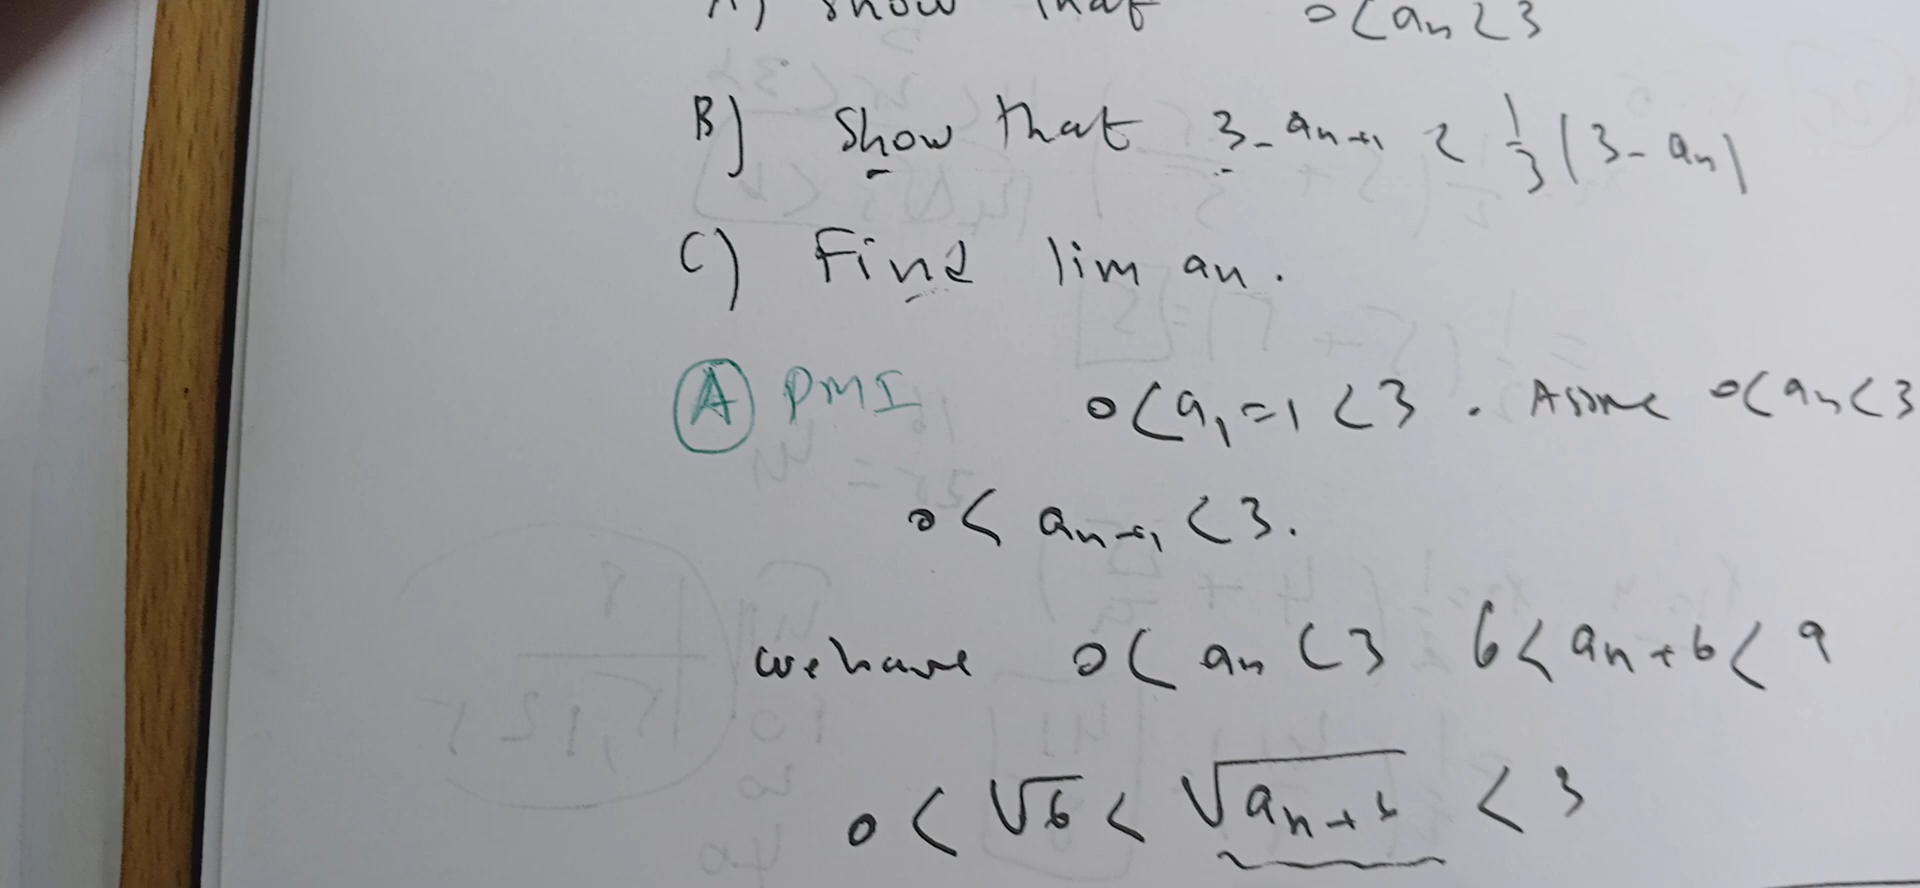 A) Show that 0 < an < 3
B) Show that 3 - an+1 < 1/3 (3 - an)
C) Find lim an.
(A) PMI 0 < a1 = 1 < 3. Assume 0 < an < 3
0 < an+1 < 3.
we have 0 < an < 3 6 < an + 6 < 9
0 < √6 < √an + 6 < 3